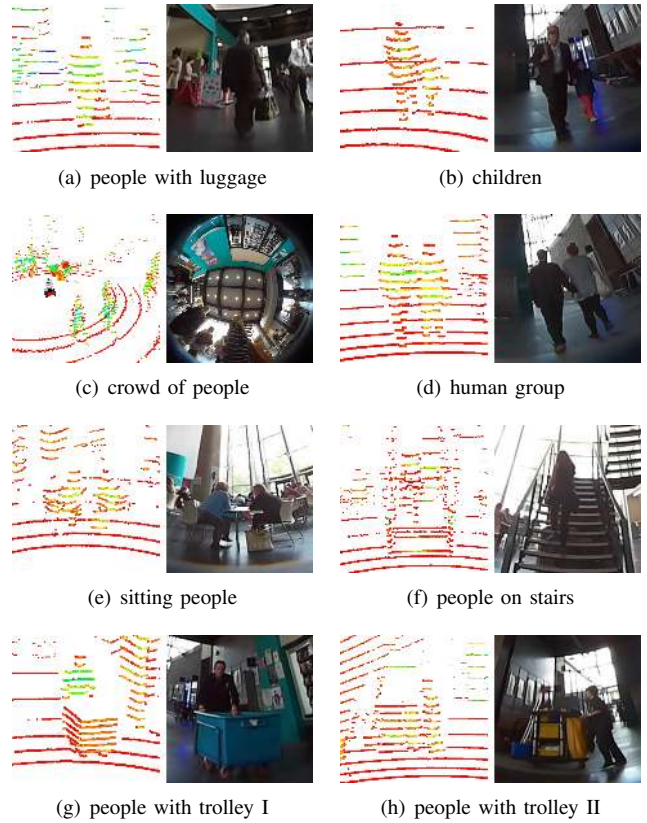 (a) people with luggage
(b) children
(c) crowd of people
(d) human group
(e) sitting people
(f) people on stairs
(g) people with trolley I
(h) people with trolley II